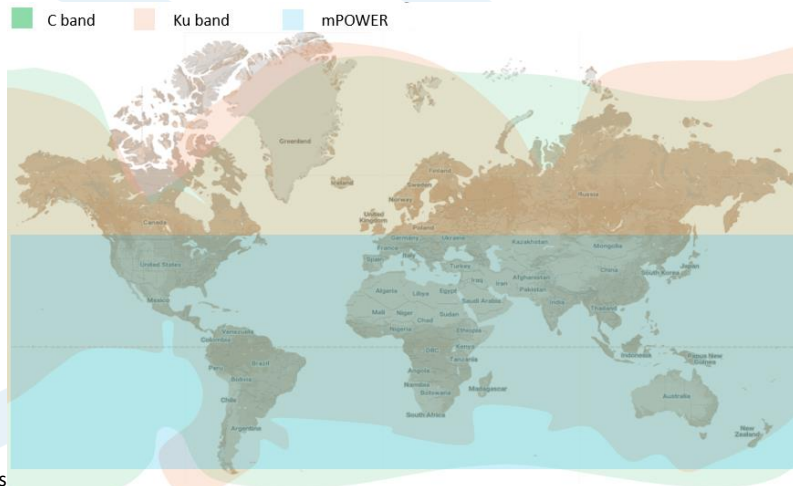 C band Ku band mPOWER
Greenland
Iceland
Finland
Sweden
Norway
Russia
United
Kingdom
Canada
Poland
Germany
Ukraine
France
Kazakhstan
Mongolia
Spain
Italy
Turkey
United States
China
South Korea
Japan
Iraq
Iran
Afghanistan
Pakistan
Algeria
Libya
Egypt
Saudi Arabia
India
Mexico
Mali
Niger
Chad
Sudan
Thailand
Nigeria
Ethiopia
Venezuela
Colombia
Kenya
DRC
Tanzania
Indonesia
Papua New
Guinea
Brazil
Peru
Bolivia
Angola
Namibia
Botswana
Madagascar
Chile
Australia
South Africa
Argentina
New
Zealand
s